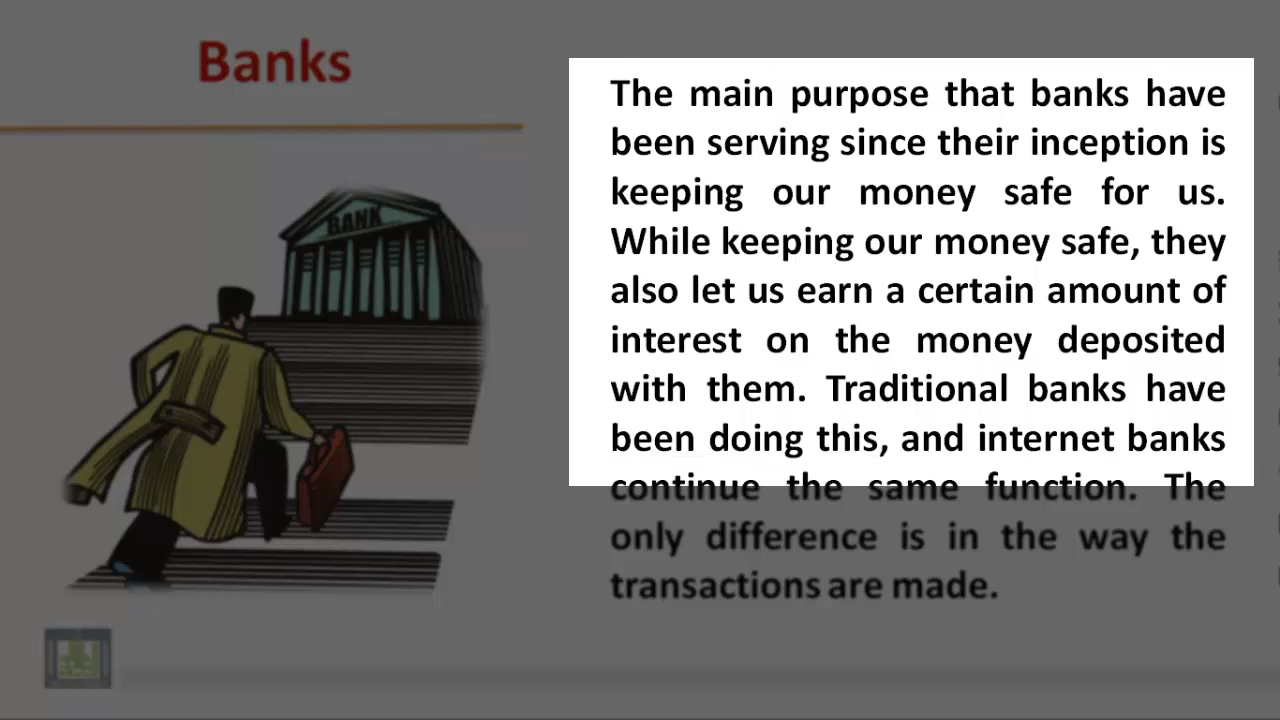 Banks
BANK
The main purpose that banks have
been serving since their inception is
keeping our money safe for us.
While keeping our money safe, they
also let us earn a certain amount of
interest on the money deposited
with them. Traditional banks have
been doing this, and internet banks
continue the same function. The
only difference is in the way the
transactions are made.